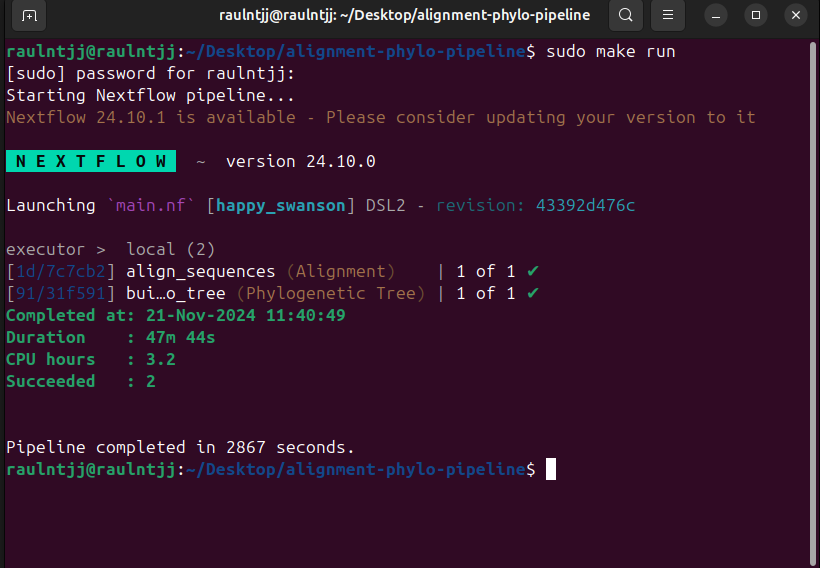 raulntjj@raulntjj: ~/Desktop/alignment-phylo-pipeline
raulntjj@raulntjj:~/Desktop/alignment-phylo-pipeline$ sudo make run
[sudo] password for raulntjj:
Starting Nextflow pipeline...
Nextflow 24.10.1 is available - Please consider updating your version to it
N E X T F L O W ~ version 24.10.0
Launching `main.nf` [happy_swanson] DSL2 - revision: 43392d476c
executor > local (2)
[1d/7c7cb2] align_sequences (Alignment) | 1 of 1 ✔
[91/31f591] bui…o_tree (Phylogenetic Tree) | 1 of 1 ✔
Completed at: 21-Nov-2024 11:40:49
Duration : 47m 44s
CPU hours : 3.2
Succeeded : 2
Pipeline completed in 2867 seconds.
raulntjj@raulntjj:~/Desktop/alignment-phylo-pipeline$